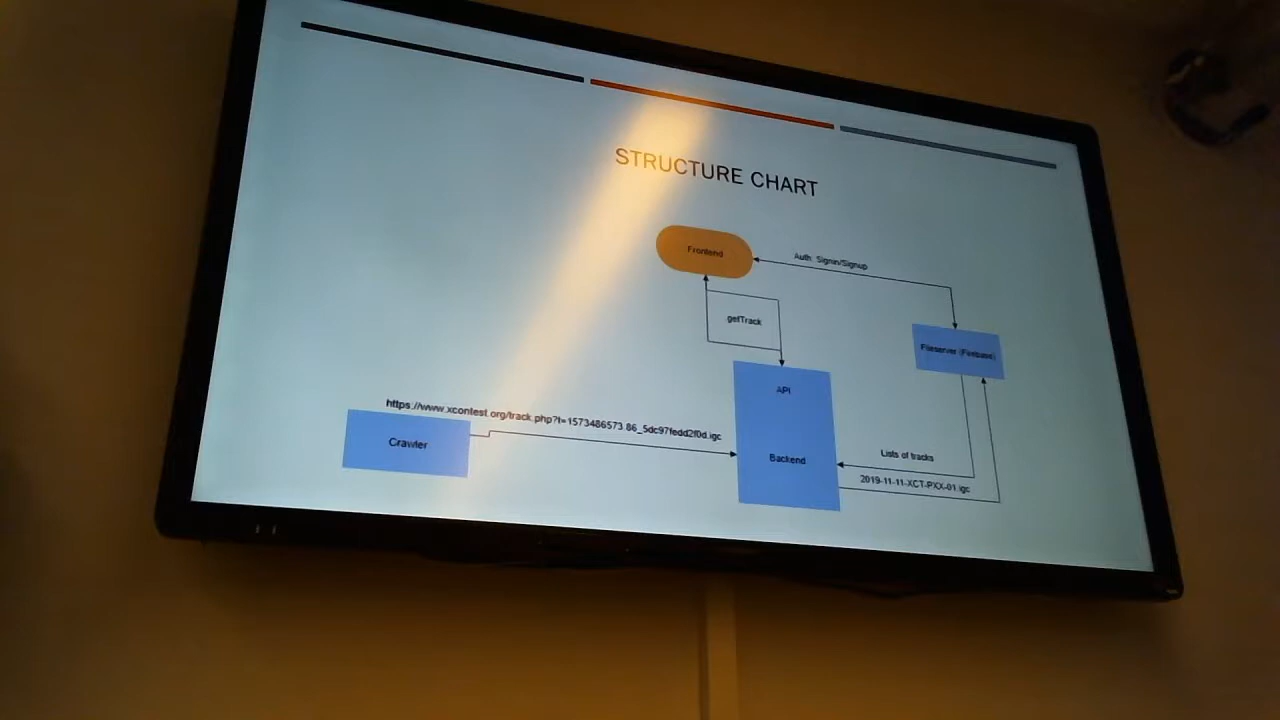 STRUCTURE CHART
Frontend
Auth: Signin/Signup
getTrack
Fileserver (Firebase)
API
https://www.xcontest.org/track.php?t=1573486573.86_5dc97fedd2f0d.igc
Crawler
Backend
Lists of tracks
2019-11-11-XCT-PXX-01.igc